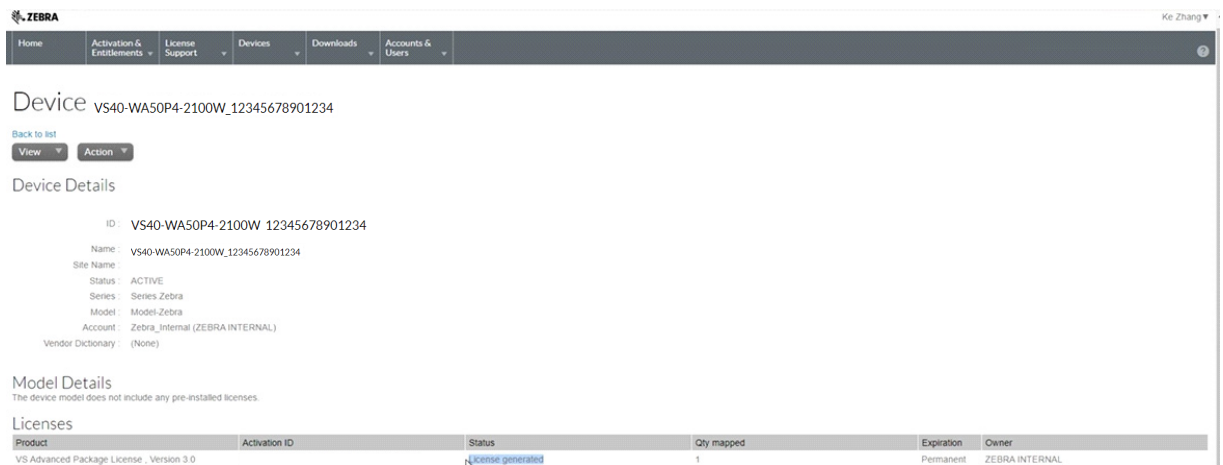 ZEBRA
Ke Zhang▼
Home
Activation &
Entitlements
License
Support
Devices
Downloads
Accounts &
Users
?
Device VS40-WA50P4-2100W_12345678901234
Back to list
View
Action
Device Details
ID : VS40-WA50P4-2100W 12345678901234
Name : VS40-WA50P4-2100W_12345678901234
Site Name :
Status : ACTIVE
Series : Series Zebra
Model : Model-Zebra
Account : Zebra_Internal (ZEBRA INTERNAL)
Vendor Dictionary : (None)
Model Details
The device model does not include any pre-installed licenses.
Licenses
Product Activation ID Status Qty mapped Expiration Owner
VS Advanced Package License , Version 3.0 License generated 1 Permanent ZEBRA INTERNAL